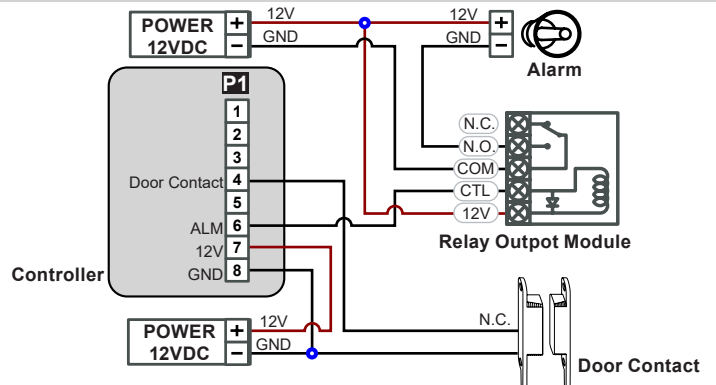 POWER
12VDC
+
−
12V
GND
12V
GND
+
−
Alarm
P1
1
2
3
Door Contact 4
5
ALM 6
12V 7
GND 8
Controller
N.C.
N.O.
COM
CTL
12V
Relay Outpot Module
POWER
12VDC
+
−
12V
GND
N.C.
Door Contact